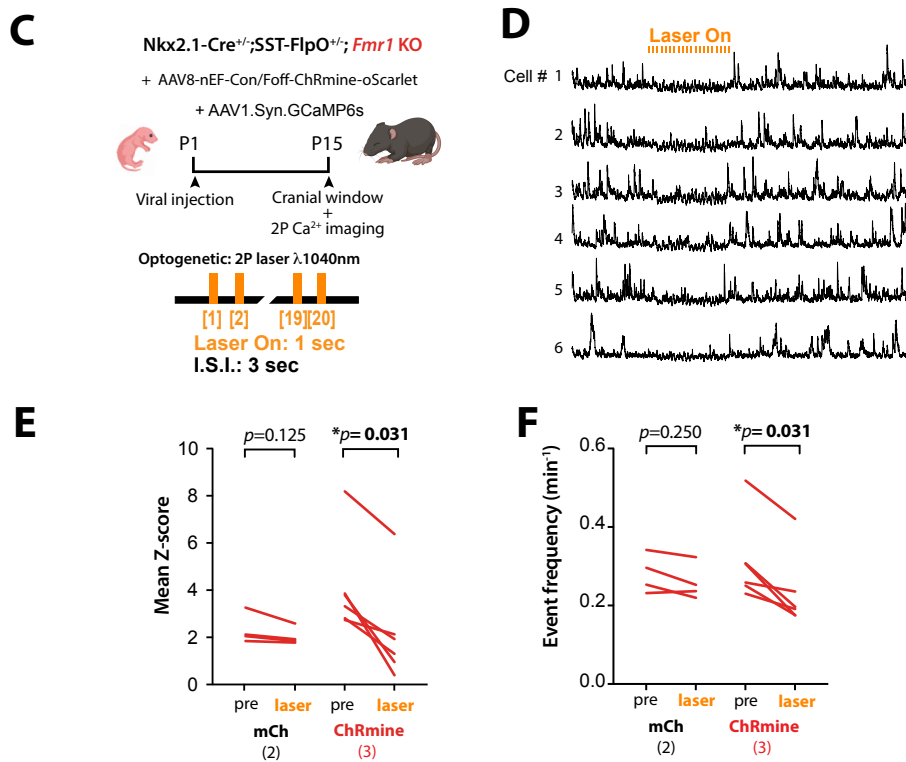 C
Nkx2.1-Cre+/-;SST-FlpO+/-; Fmr1 KO
+ AAV8-nEF-Con/Foff-ChRmine-oScarlet
+ AAV1.Syn.GCaMP6s
P1 P15
Viral injection Cranial window
+
2P Ca2+ imaging
Optogenetic: 2P laser λ1040nm
[1] [2] [19] [20]
Laser On: 1 sec
I.S.I.: 3 sec
D
Laser On
Cell # 1
2
3
4
5
6
E
p=0.125 *p= 0.031
Mean Z-score
10
8
6
4
2
0
pre laser pre laser
mCh ChRmine
(2) (3)
F
p=0.250 *p= 0.031
Event frequency (min-1)
0.6
0.4
0.2
0.0
pre laser pre laser
mCh ChRmine
(2) (3)